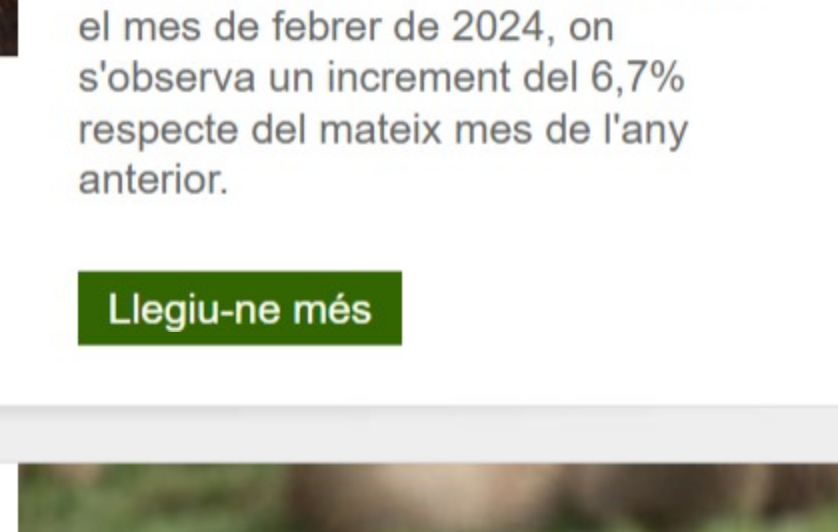 el mes de febrer de 2024, on
s'observa un increment del 6,7%
respecte del mateix mes de l'any
anterior.
Llegiu-ne més